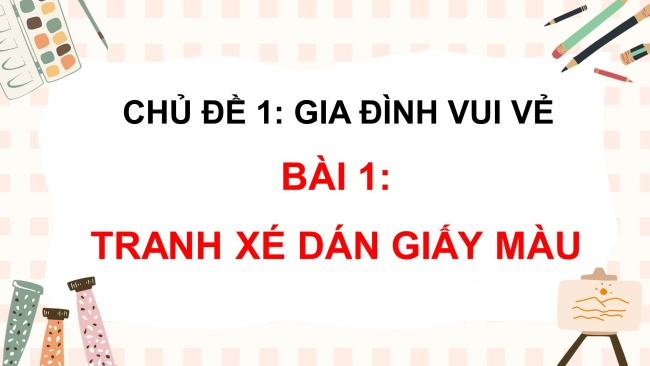 CHỦ ĐỀ 1: GIA ĐÌNH VUI VẺ
BÀI 1:
TRANH XÉ DÁN GIẤY MÀU